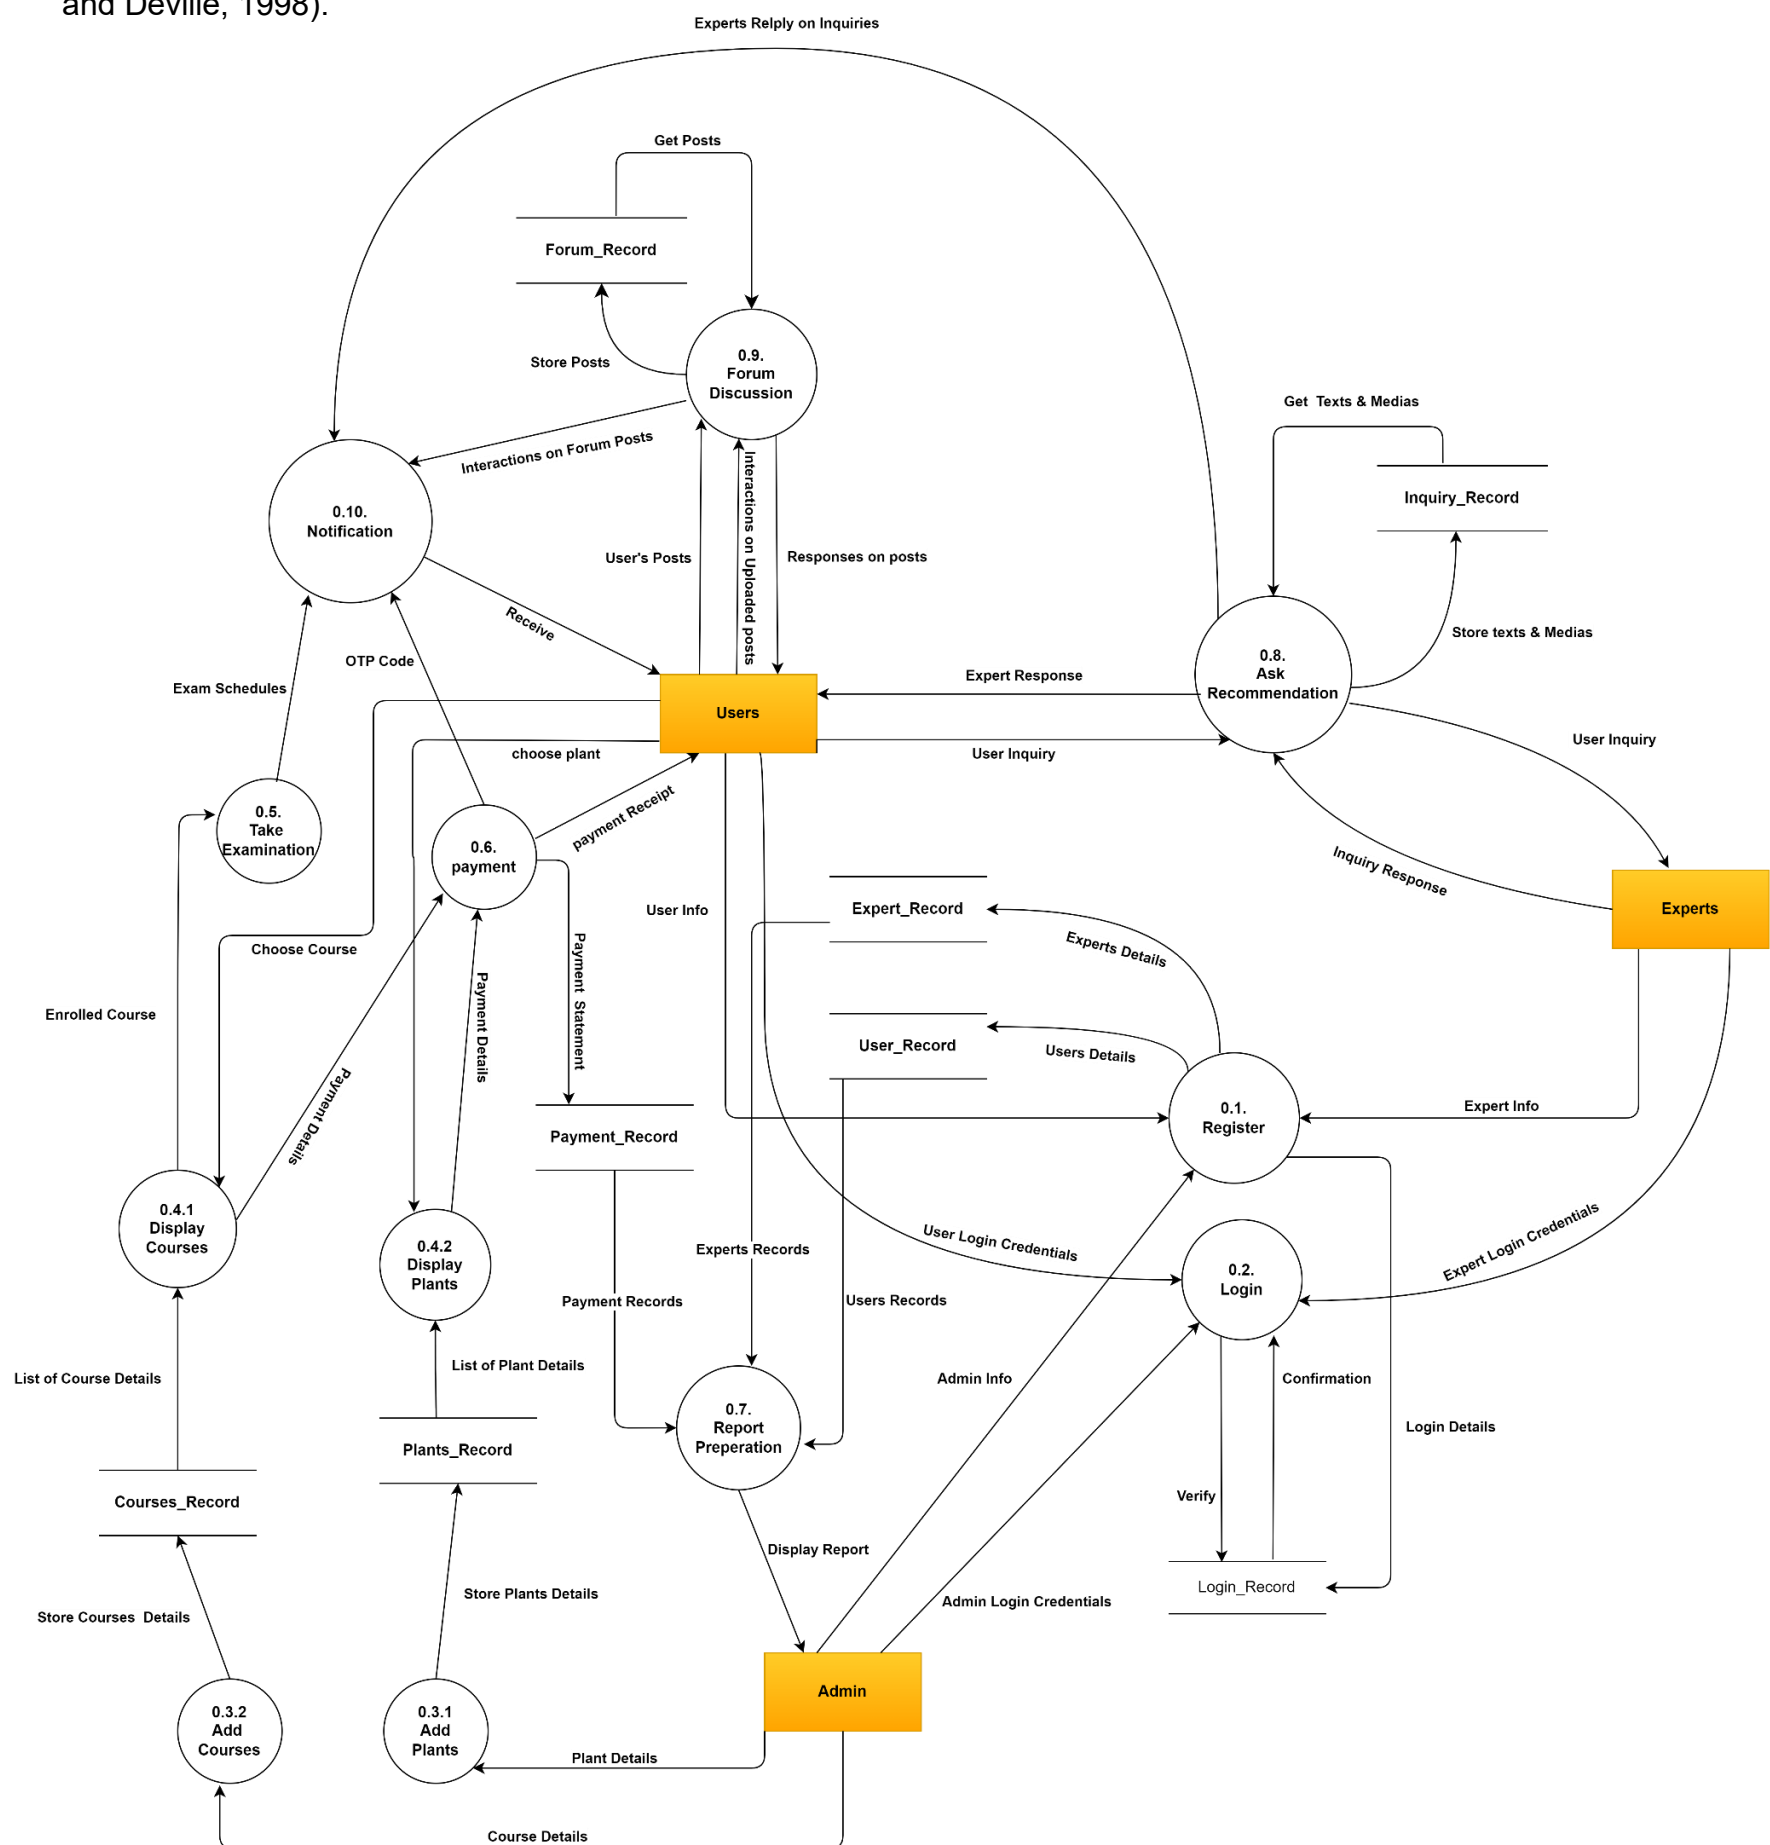 and Deville, 1998).
Experts Relply on Inquiries
Get Posts
Forum_Record
Store Posts
0.9.
Forum
Discussion
Interactions on Forum Posts
Get  Texts & Medias
Inquiry_Record
0.10.
Notification
User's Posts
Interactions on Uploaded posts
Responses on posts
Receive
Store texts & Medias
OTP Code
Exam Schedules
0.8.
Ask
Recommendation
Expert Response
Users
choose plant
User Inquiry
User Inquiry
0.5.
Take
Examination
payment Receipt
0.6.
payment
Inquiry Response
Experts
Expert_Record
User Info
Choose Course
Experts Details
Payment  Statement
Payment Details
Enrolled Course
User_Record
Users Details
Payment Details
Expert Info
0.1.
Register
Payment_Record
0.4.1
Display
Courses
0.4.2
Display
Plants
Experts Records
User Login Credentials
Expert Login Credentials
0.2.
Login
Payment Records
Users Records
List of Plant Details
List of Course Details
Admin Info
Confirmation
0.7.
Report
Preperation
Login Details
Plants_Record
Courses_Record
Verify
Display Report
Login_Record
Store Plants Details
Admin Login Credentials
Store Courses  Details
Admin
0.3.2
Add
Courses
0.3.1
Add
Plants
Plant Details
Course Details